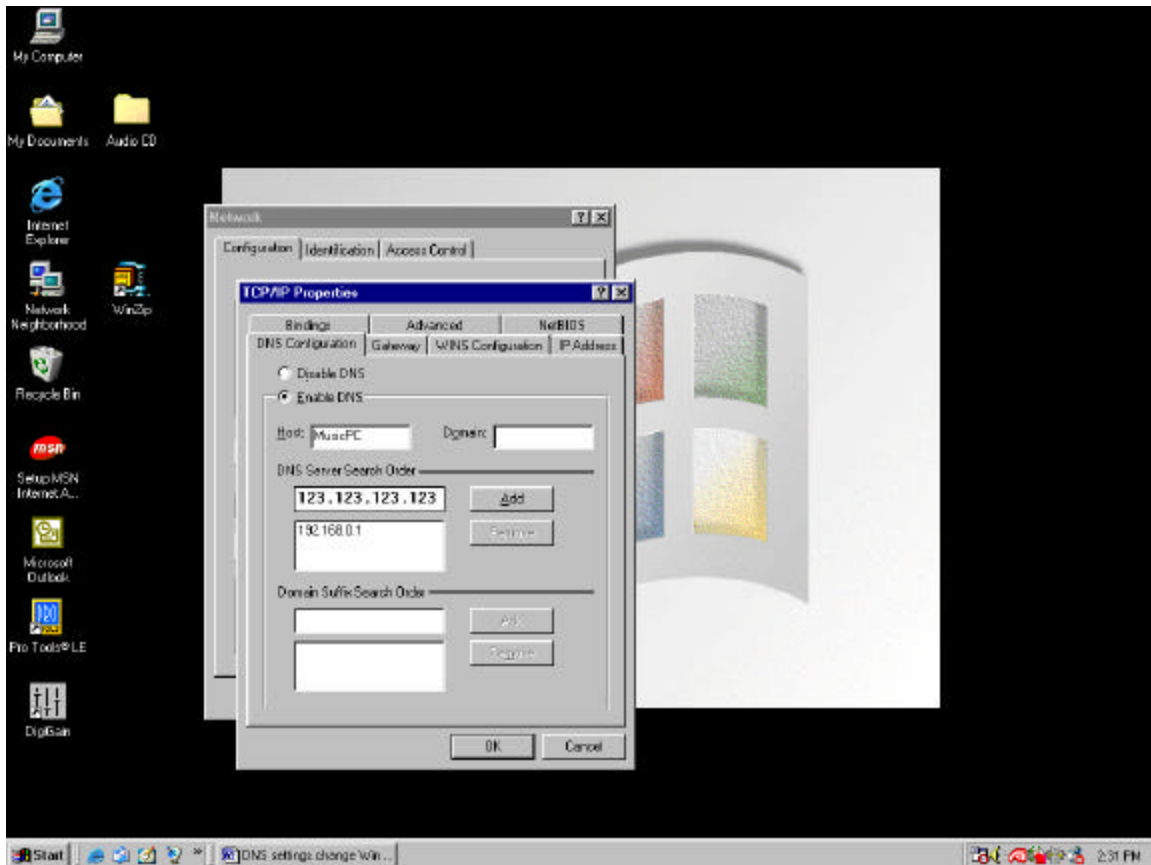 My Computer
My Documents
Audio CD
Internet
Explorer
Network
Neighborhood
WinZip
Recycle Bin
msn
Setup MSN
Internet A...
Microsoft
Outlook
Pro Tools® LE
DigiGain
Network
Configuration
Identification
Access Control
TCP/IP Properties
Bindings
Advanced
NetBIOS
DNS Configuration
Gateway
WINS Configuration
IP Address
Disable DNS
Enable DNS
Host: MusicPC
Domain:
DNS Server Search Order
123.123.123.123
Add
192.168.0.1
Remove
Domain Suffix Search Order
Add
Remove
OK
Cancel
Start
»
DNS settings change Win...
2:31 PM